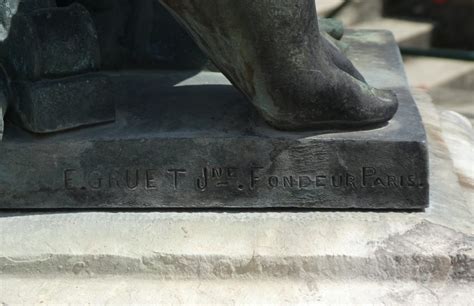 E. GRUET JNE. FONDEUR PARIS.